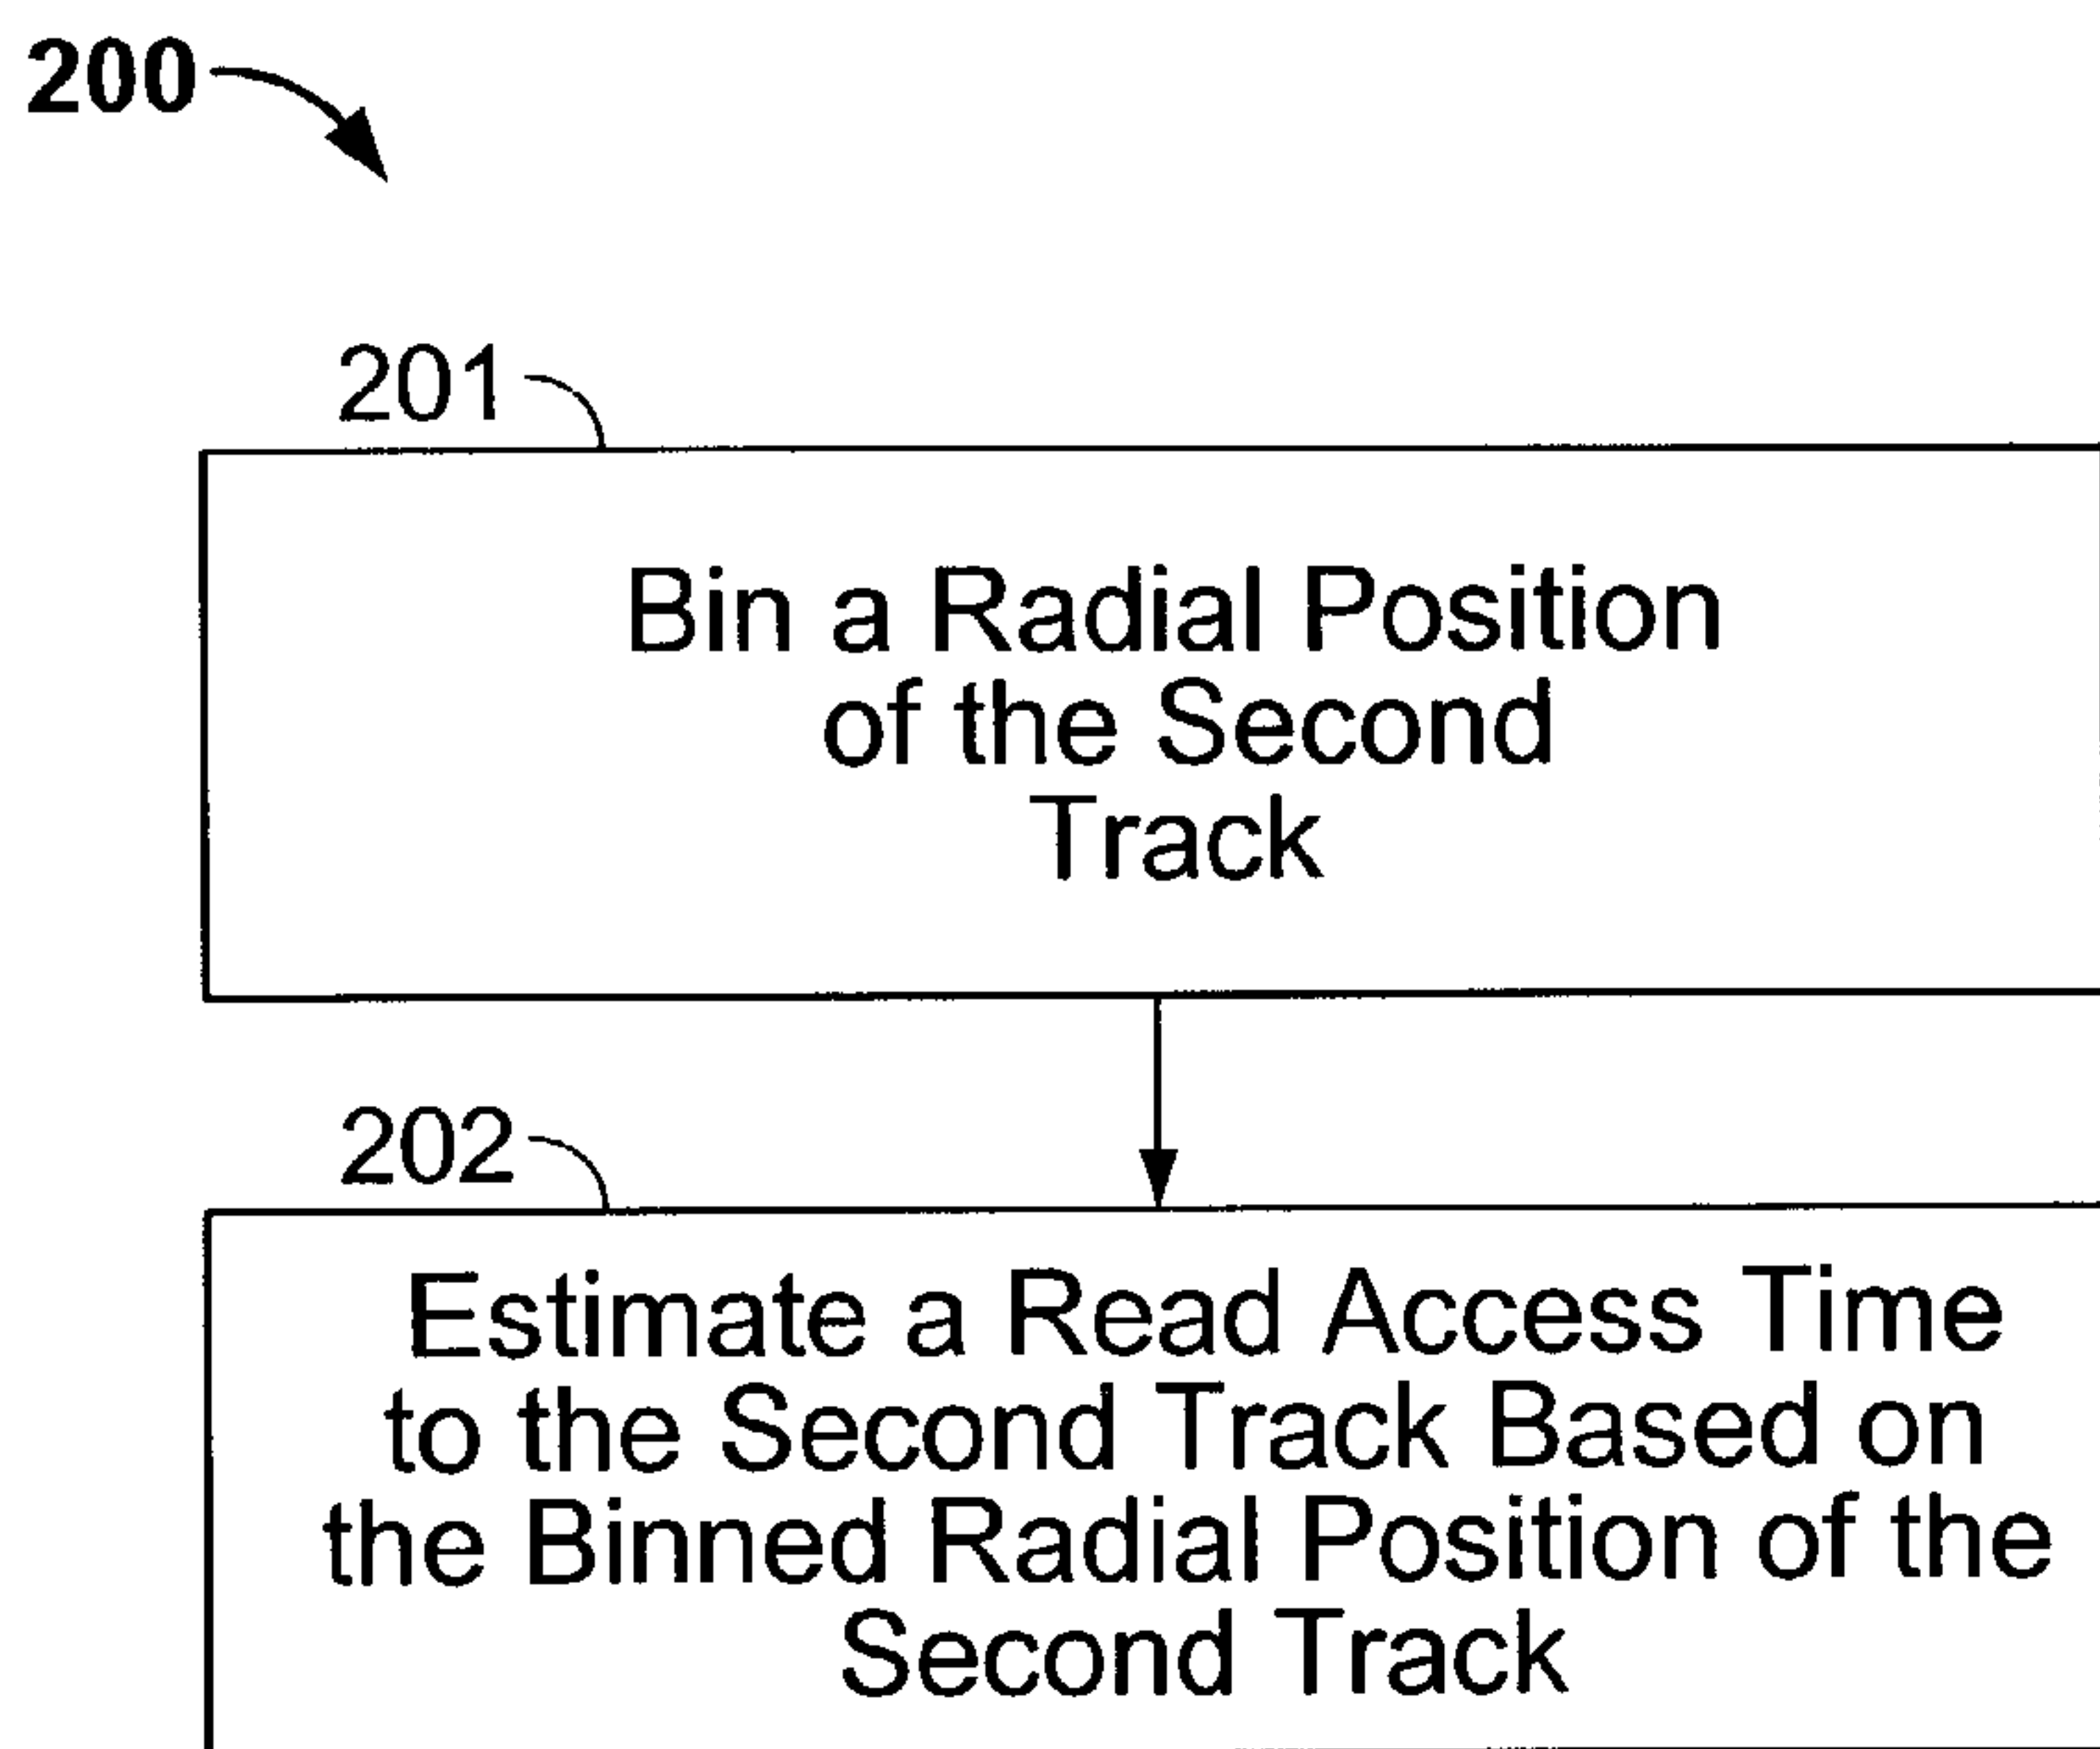 200
201
Bin a Radial Position
of the Second
Track
202
Estimate a Read Access Time
to the Second Track Based on
the Binned Radial Position of the
Second Track